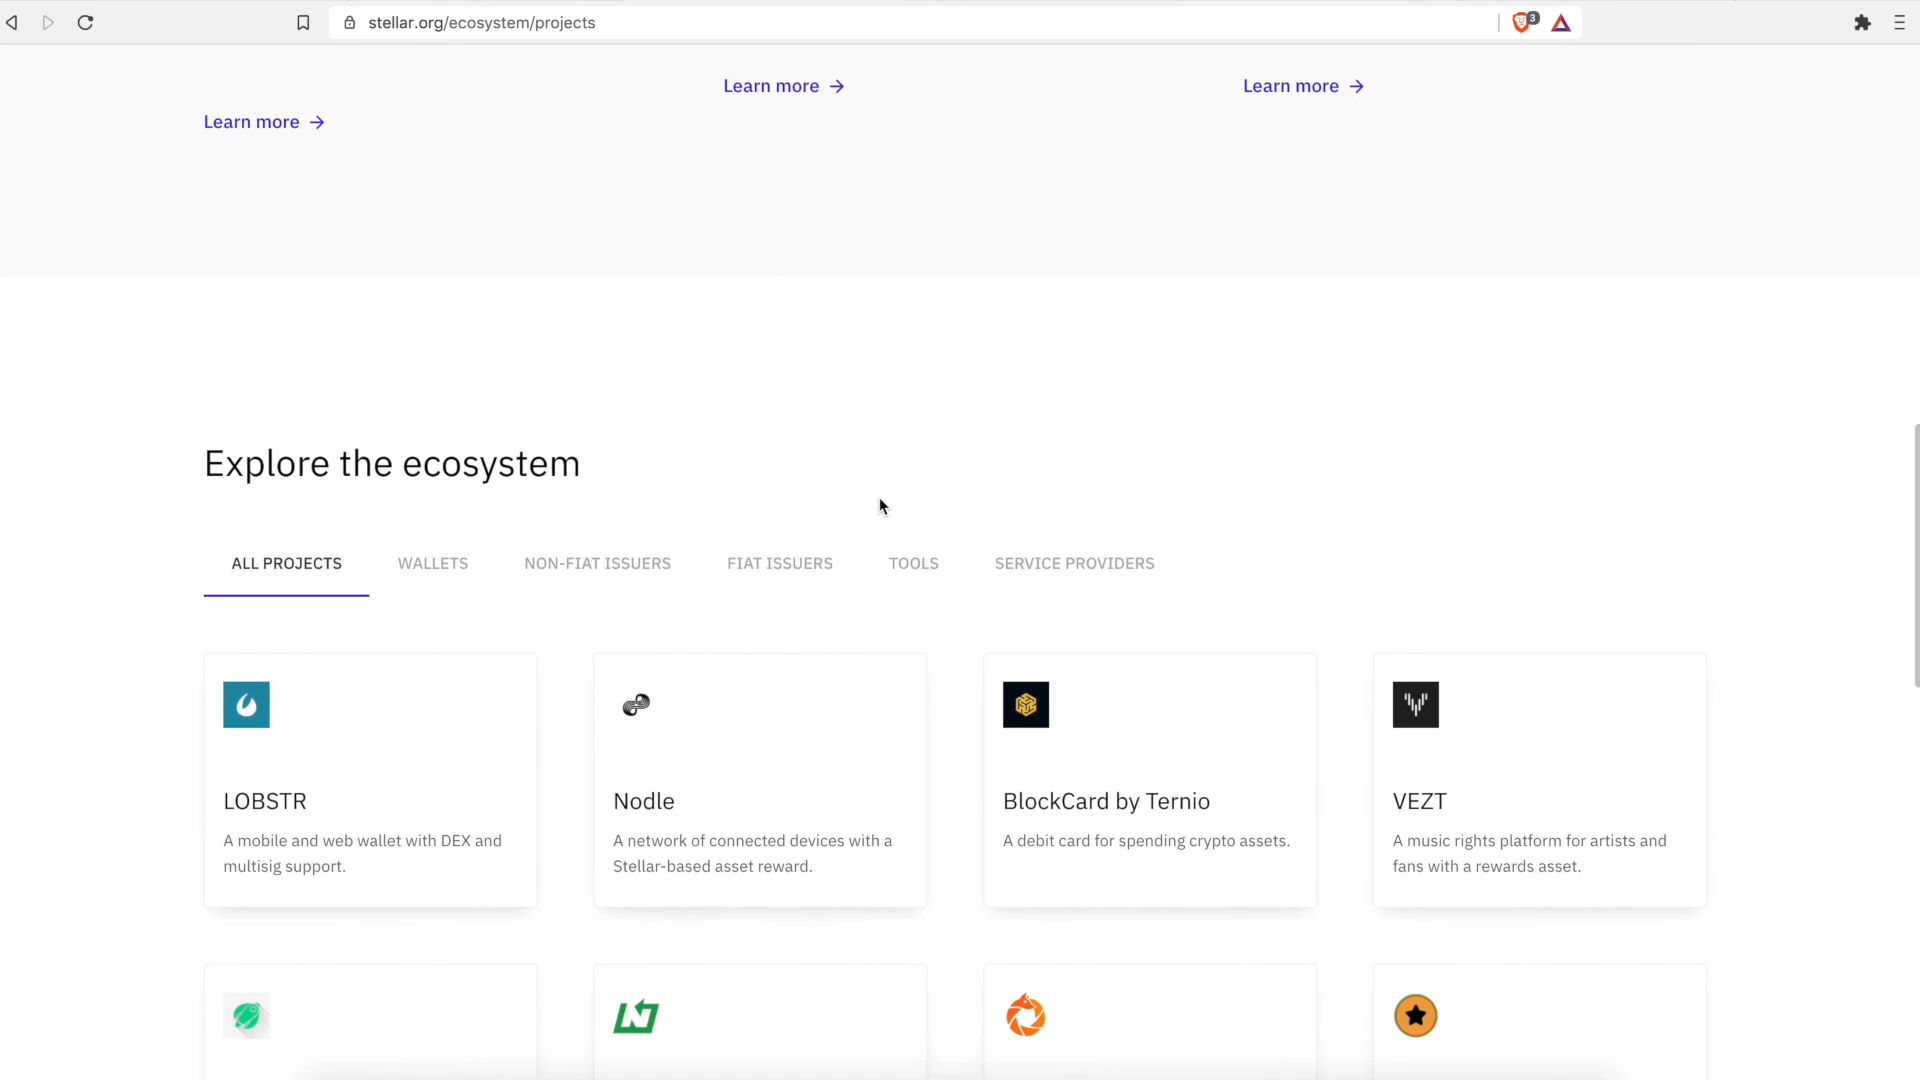 stellar.org/ecosystem/projects
3
Learn more →
Learn more →
Learn more →
Explore the ecosystem
ALL PROJECTS
WALLETS
NON-FIAT ISSUERS
FIAT ISSUERS
TOOLS
SERVICE PROVIDERS
LOBSTR
A mobile and web wallet with DEX and
multisig support.
Nodle
A network of connected devices with a
Stellar-based asset reward.
BlockCard by Ternio
A debit card for spending crypto assets.
VEZT
A music rights platform for artists and
fans with a rewards asset.